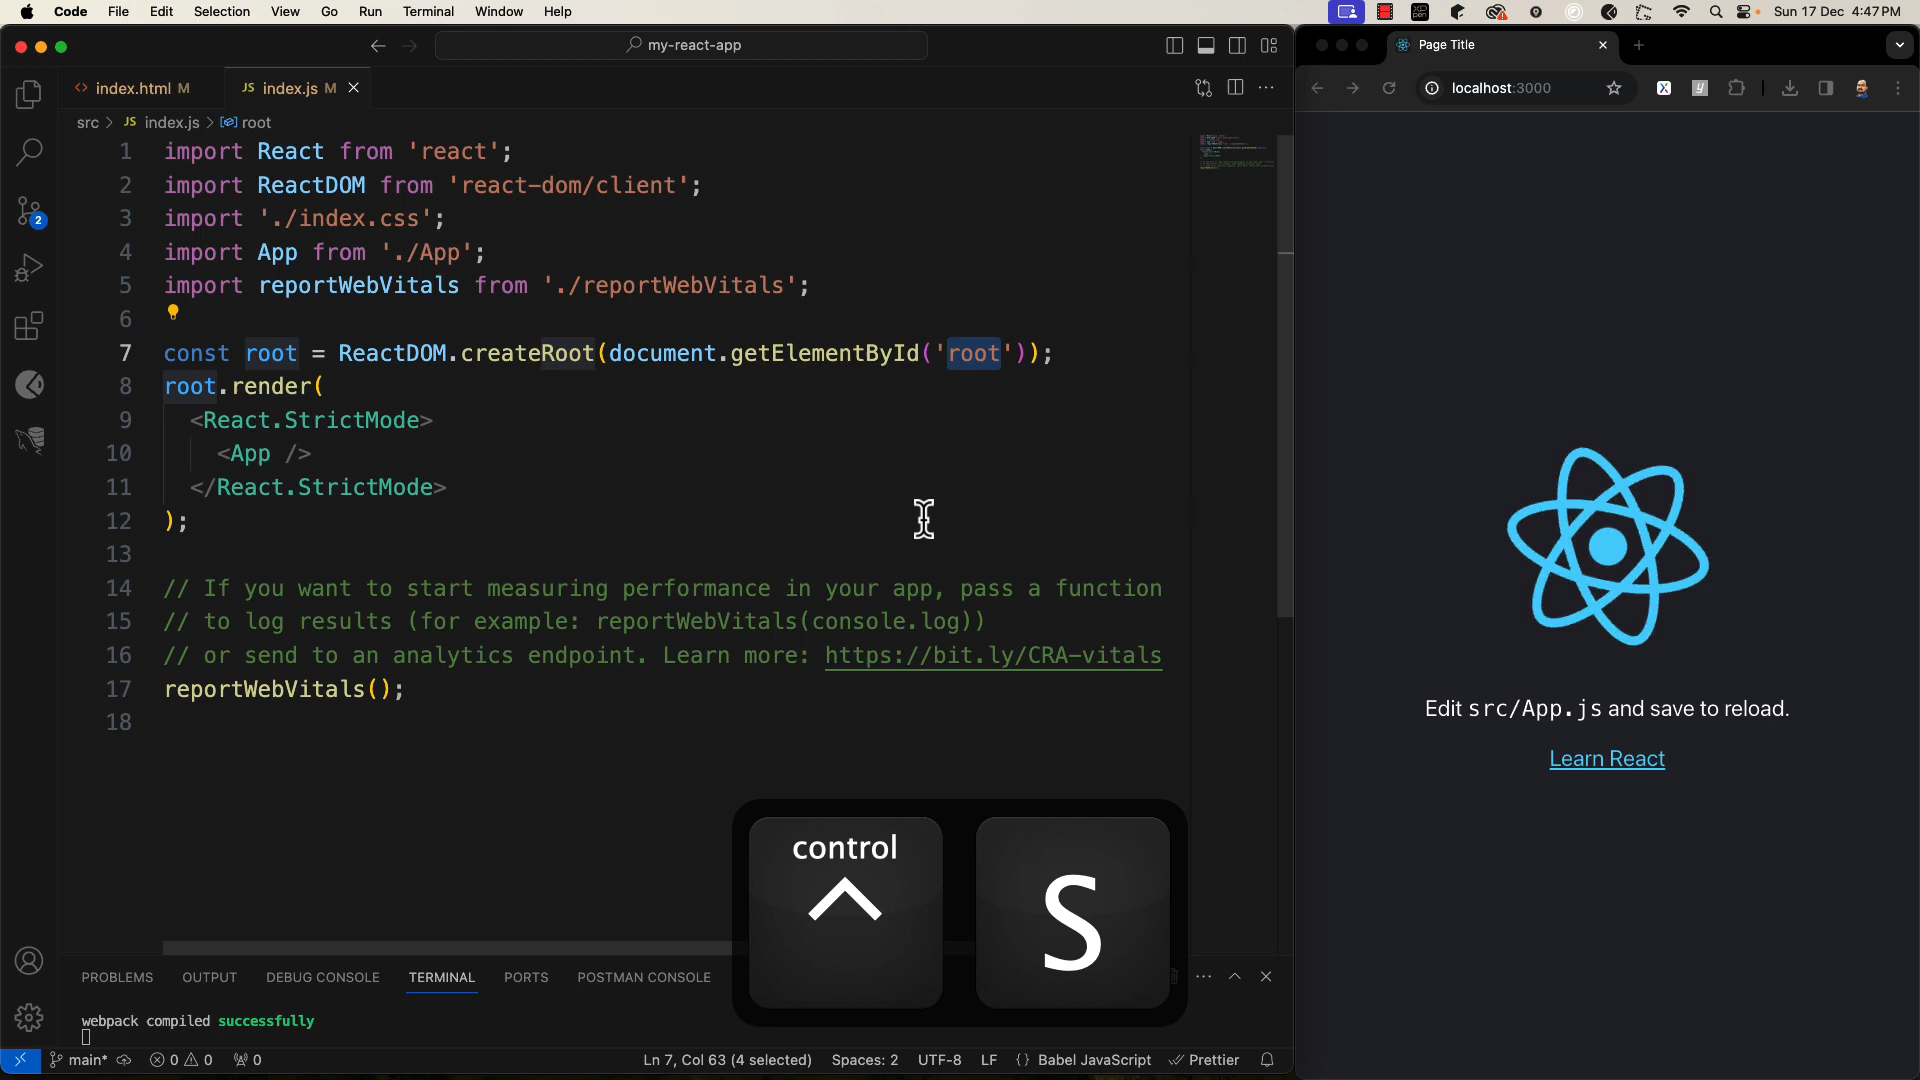 Code File Edit Selection View Go Run Terminal Window Help
Sun 17 Dec 4:47 PM
my-react-app
index.html M
JS index.js M
src > JS index.js > root
1 import React from 'react';
2 import ReactDOM from 'react-dom/client';
3 import './index.css';
4 import App from './App';
5 import reportWebVitals from './reportWebVitals';
6
7 const root = ReactDOM.createRoot(document.getElementById('root'));
8 root.render(
9 <React.StrictMode>
10 <App />
11 </React.StrictMode>
12 );
13
14 // If you want to start measuring performance in your app, pass a function
15 // to log results (for example: reportWebVitals(console.log))
16 // or send to an analytics endpoint. Learn more: https://bit.ly/CRA-vitals
17 reportWebVitals();
18
2
control
^
S
PROBLEMS OUTPUT DEBUG CONSOLE TERMINAL PORTS POSTMAN CONSOLE
webpack compiled successfully
main* 0 0 0
Ln 7, Col 63 (4 selected) Spaces: 2 UTF-8 LF {} Babel JavaScript Prettier
Page Title
localhost:3000
Edit src/App.js and save to reload.
Learn React